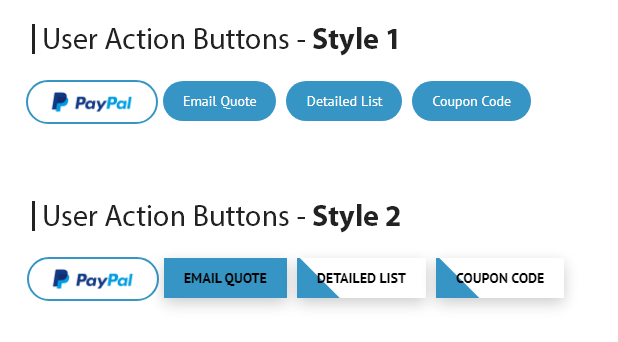 User Action Buttons - Style 1
PayPal Email Quote Detailed List Coupon Code
User Action Buttons - Style 2
PayPal EMAIL QUOTE DETAILED LIST COUPON CODE